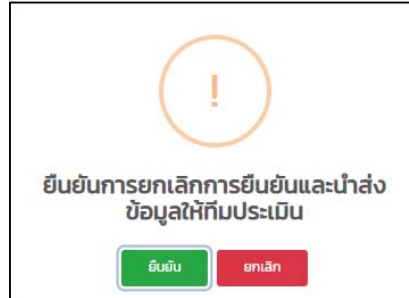 !
ยืนยันการยกเลิกการยืนยันและนำส่ง
ข้อมูลให้ทีมประเมิน
ยืนยัน ยกเลิก